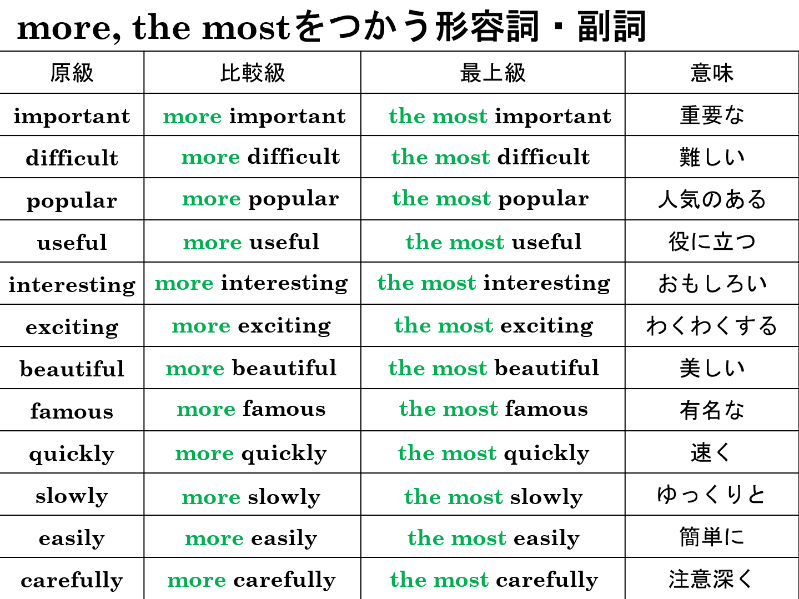 more, the mostをつかう形容詞・副詞
原級 比較級 最上級 意味
important more important the most important 重要な
difficult more difficult the most difficult 難しい
popular more popular the most popular 人気のある
useful more useful the most useful 役に立つ
interesting more interesting the most interesting おもしろい
exciting more exciting the most exciting わくわくする
beautiful more beautiful the most beautiful 美しい
famous more famous the most famous 有名な
quickly more quickly the most quickly 速く
slowly more slowly the most slowly ゆっくりと
easily more easily the most easily 簡単に
carefully more carefully the most carefully 注意深く